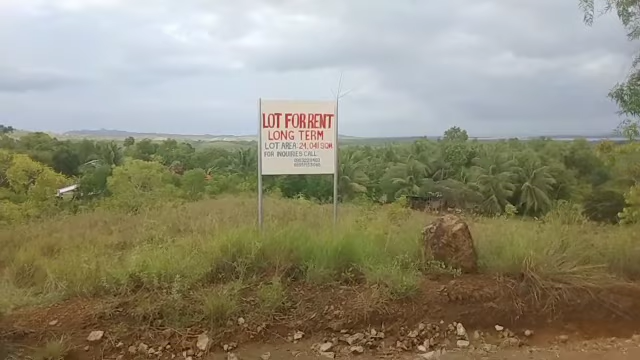 LOT FOR RENT
LONG TERM
LOT AREA 24,041 SQM
FOR INQUIRIES CALL